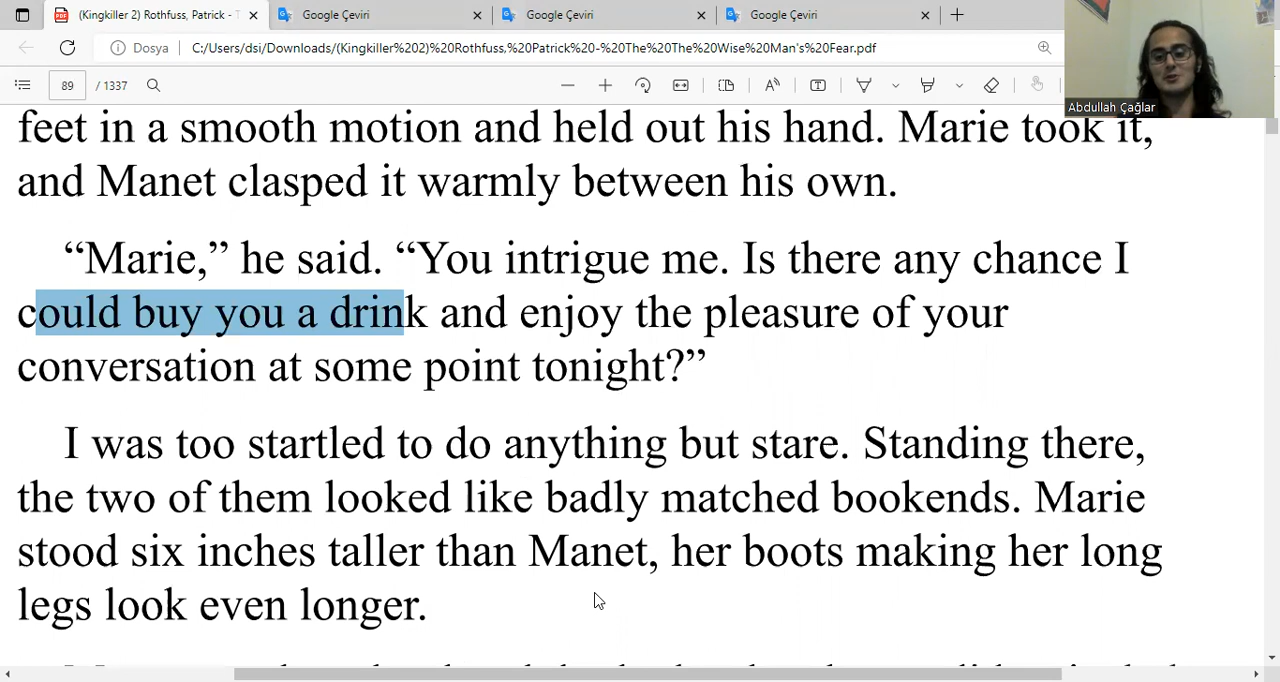 (Kingkiller 2) Rothfuss, Patrick - T
Google Çeviri
Google Çeviri
Google Çeviri
Dosya
C:/Users/dsi/Downloads/(Kingkiller%202)%20Rothfuss,%20Patrick%20-%20The%20The%20Wise%20Man's%20Fear.pdf
89 / 1337
Abdullah Çağlar
feet in a smooth motion and held out his hand. Marie took it,
and Manet clasped it warmly between his own.
“Marie,” he said. “You intrigue me. Is there any chance I
could buy you a drink and enjoy the pleasure of your
conversation at some point tonight?”
I was too startled to do anything but stare. Standing there,
the two of them looked like badly matched bookends. Marie
stood six inches taller than Manet, her boots making her long
legs look even longer.